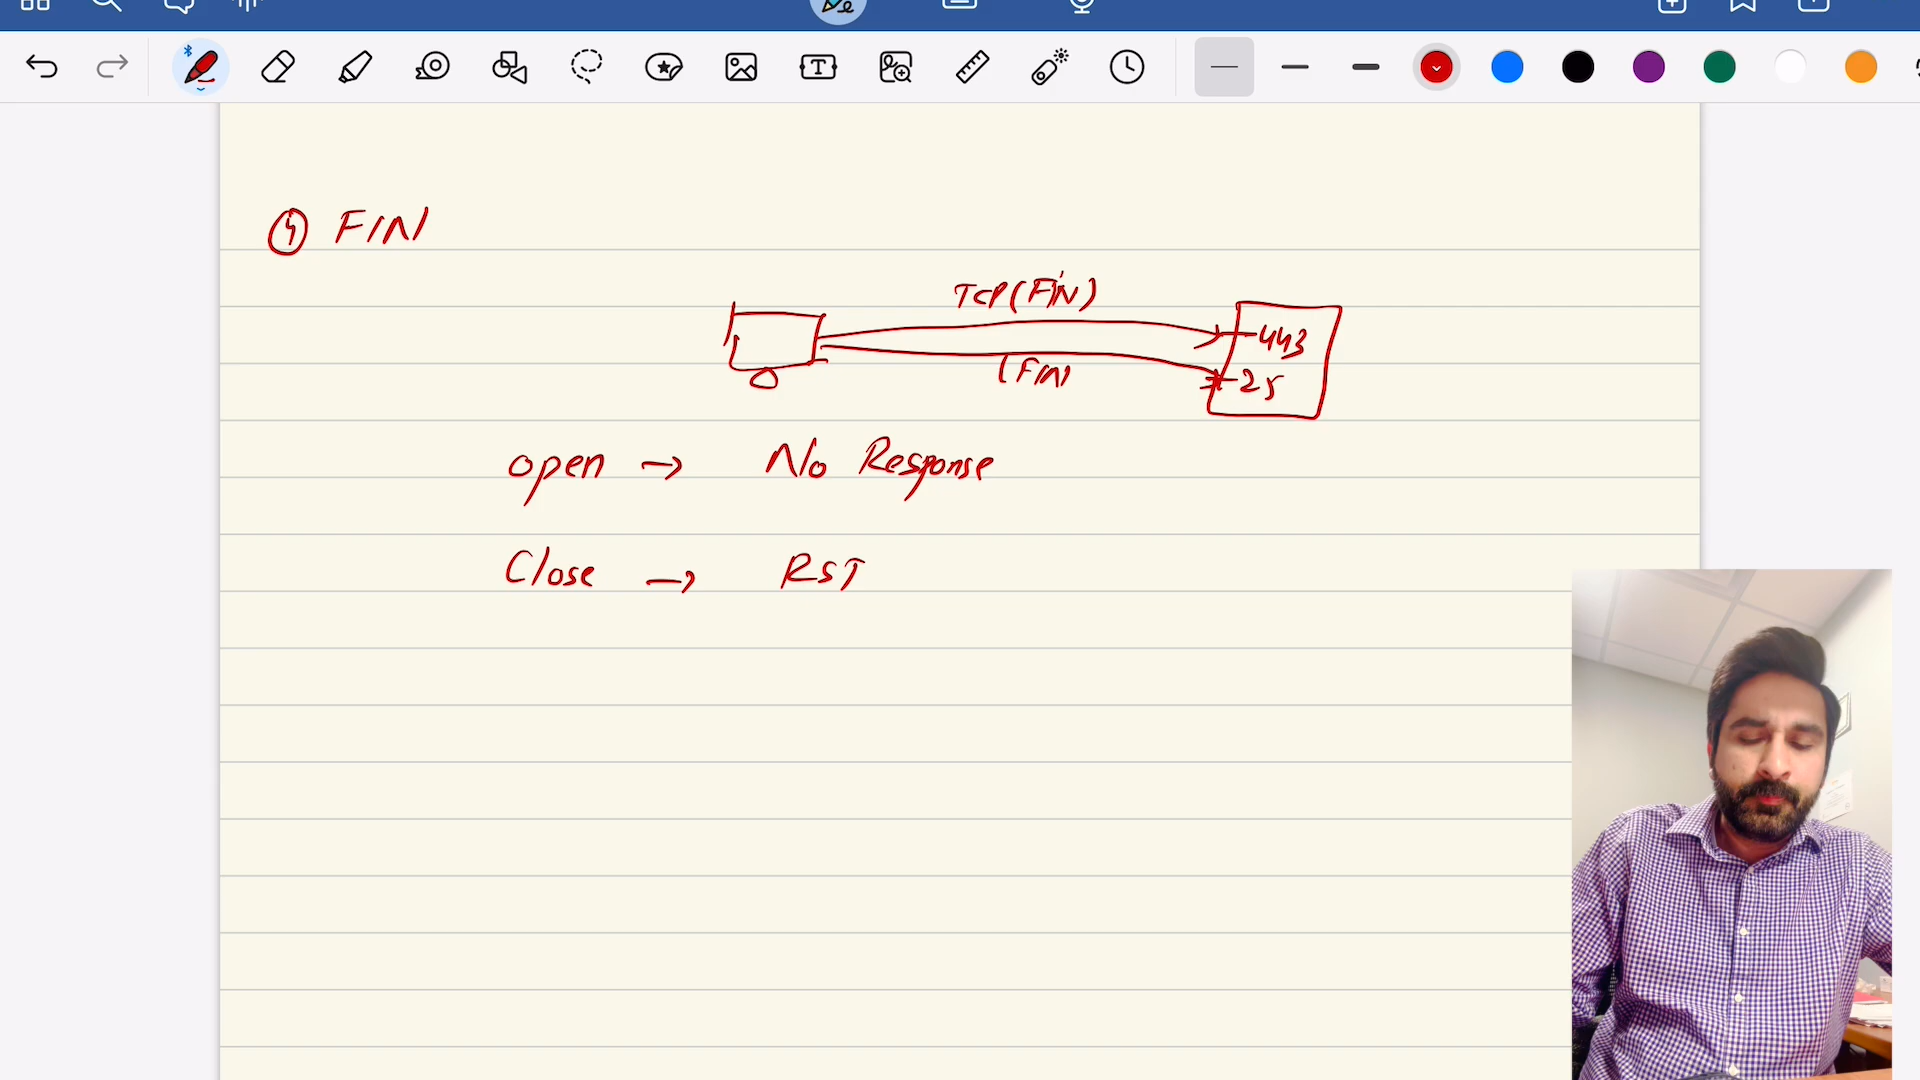 ④ FIN
TCP (FIN)
443
(FIN
25
open → No Response
Close → RST